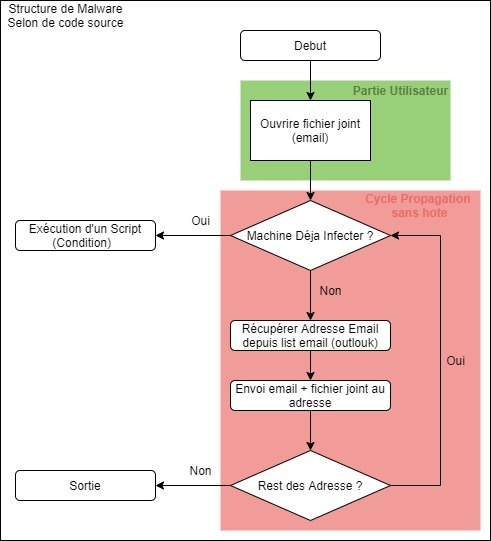 Structure de Malware
Selon de code source
Debut
Partie Utilisateur
Ouvrire fichier joint
(email)
Cycle Propagation
sans hote
Machine Déja Infecter ?
Oui
Exécution d'un Script
(Condition)
Non
Récupérer Adresse Email
depuis list email (outlouk)
Envoi email + fichier joint au
adresse
Oui
Rest des Adresse ?
Non
Sortie